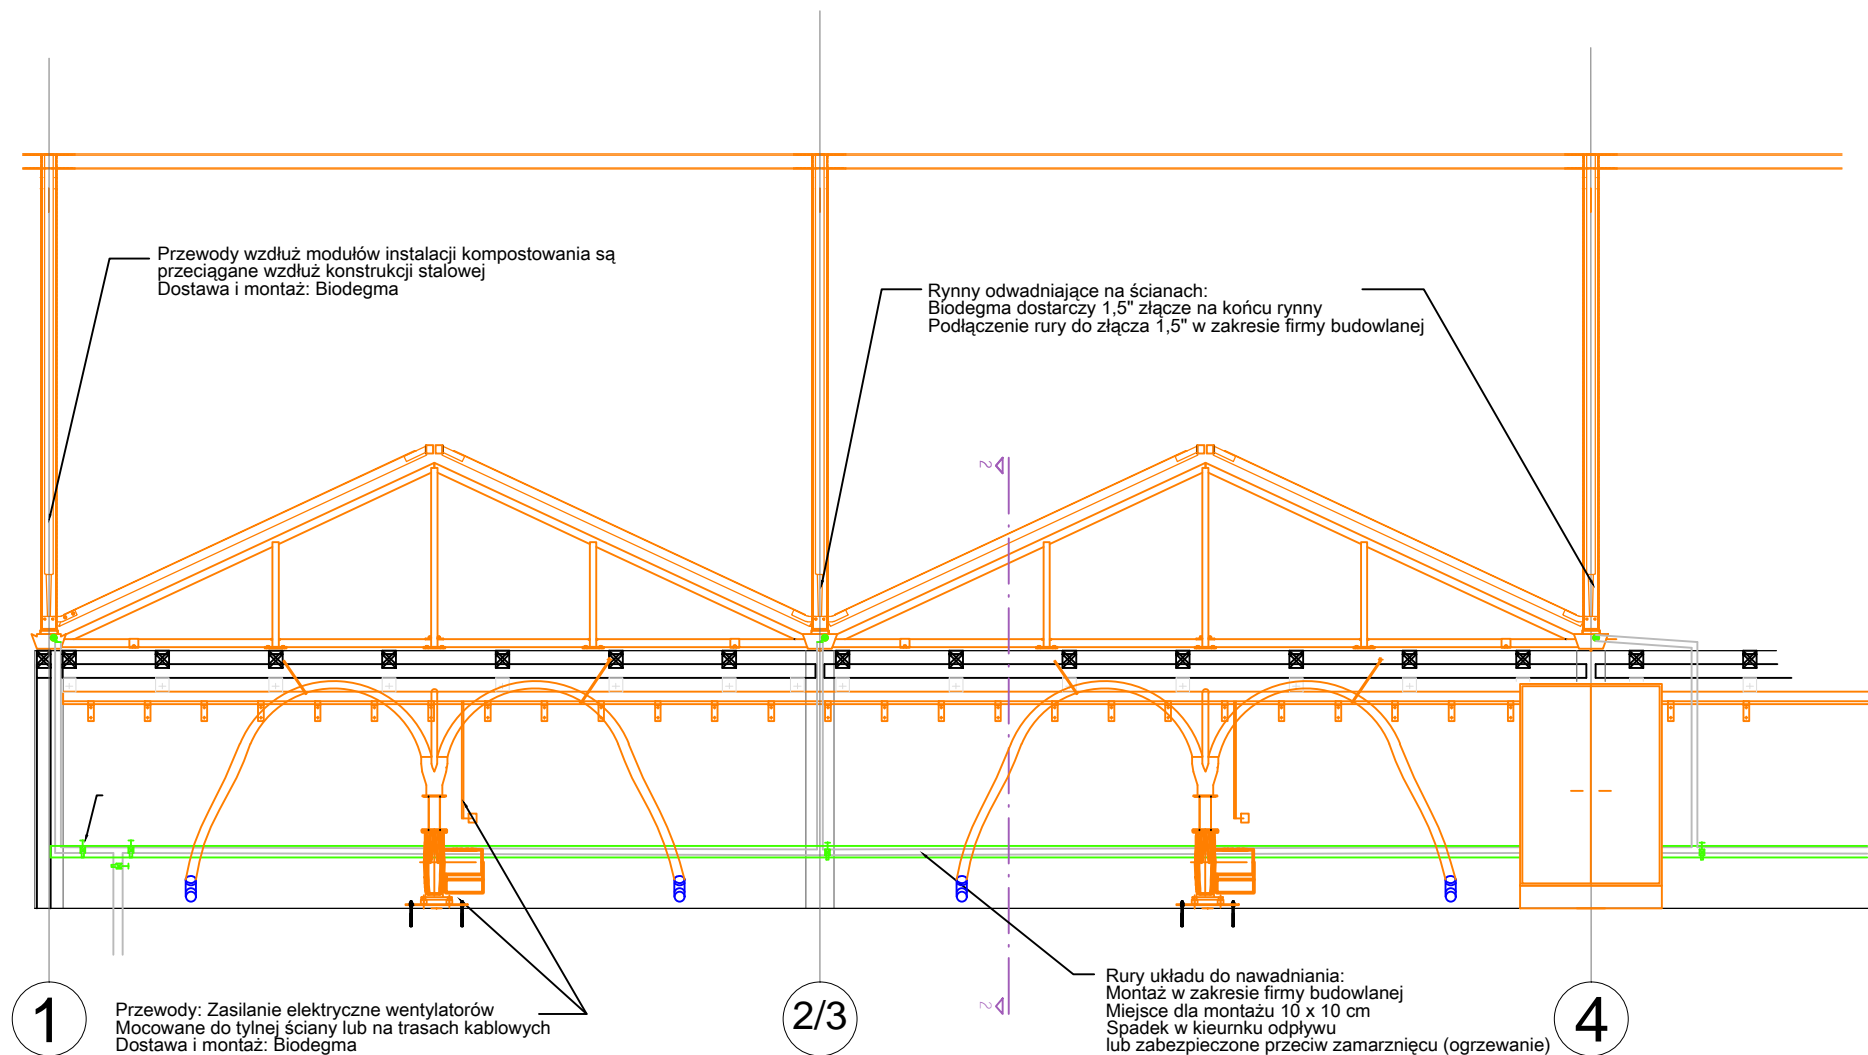 Przewody wzdłuż modułów instalacji kompostowania są
przeciągane wzdłuż konstrukcji stalowej
Dostawa i montaż: Biodegma
Rynny odwadniające na ścianach:
Biodegma dostarczy 1,5" złącze na końcu rynny
Podłączenie rury do złącza 1,5" w zakresie firmy budowlanej
2
2
1
Przewody: Zasilanie elektryczne wentylatorów
Mocowane do tylnej ściany lub na trasach kablowych
Dostawa i montaż: Biodegma
2/3
Rury układu do nawadniania:
Montaż w zakresie firmy budowlanej
Miejsce dla montażu 10 x 10 cm
Spadek w kieurnku odpływu
lub zabezpieczone przeciw zamarznięcu (ogrzewanie)
4